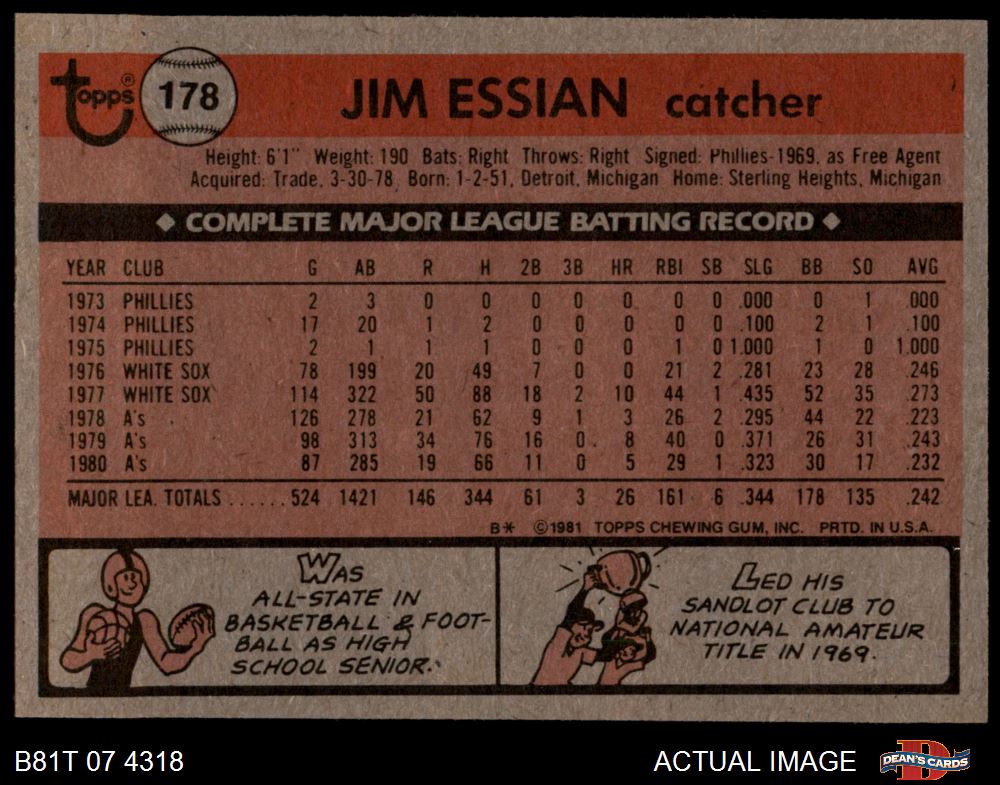 Topps®
178
JIM ESSIAN catcher
Height: 6'1" Weight: 190 Bats: Right Throws: Right Signed: Phillies-1969, as Free Agent
Acquired: Trade, 3-30-78 Born: 1-2-51, Detroit, Michigan Home: Sterling Heights, Michigan
◆ COMPLETE MAJOR LEAGUE BATTING RECORD ◆
YEAR CLUB G AB R H 2B 3B HR RBI SB SLG BB SO AVG
1973 PHILLIES 2 3 0 0 0 0 0 0 0 .000 0 1 .000
1974 PHILLIES 17 20 1 2 0 0 0 0 0 .100 2 1 .100
1975 PHILLIES 2 1 1 1 0 0 0 1 0 1.000 1 0 1.000
1976 WHITE SOX 78 199 20 49 7 0 0 21 2 .281 23 28 .246
1977 WHITE SOX 114 322 50 88 18 2 10 44 1 .435 52 35 .273
1978 A's 126 278 21 62 9 1 3 26 2 .295 44 22 .223
1979 A's 98 313 34 76 16 0 8 40 0 .371 26 31 .243
1980 A's 87 285 19 66 11 0 5 29 1 .323 30 17 .232
MAJOR LEA. TOTALS ...... 524 1421 146 344 61 3 26 161 6 .344 178 135 .242
B* ©1981 TOPPS CHEWING GUM, INC. PRTD. IN U.S.A.
WAS
ALL-STATE IN
BASKETBALL & FOOT-
BALL AS HIGH
SCHOOL SENIOR.
LED HIS
SANDLOT CLUB TO
NATIONAL AMATEUR
TITLE IN 1969.
B81T 07 4318
ACTUAL IMAGE
D
DEAN'S CARDS